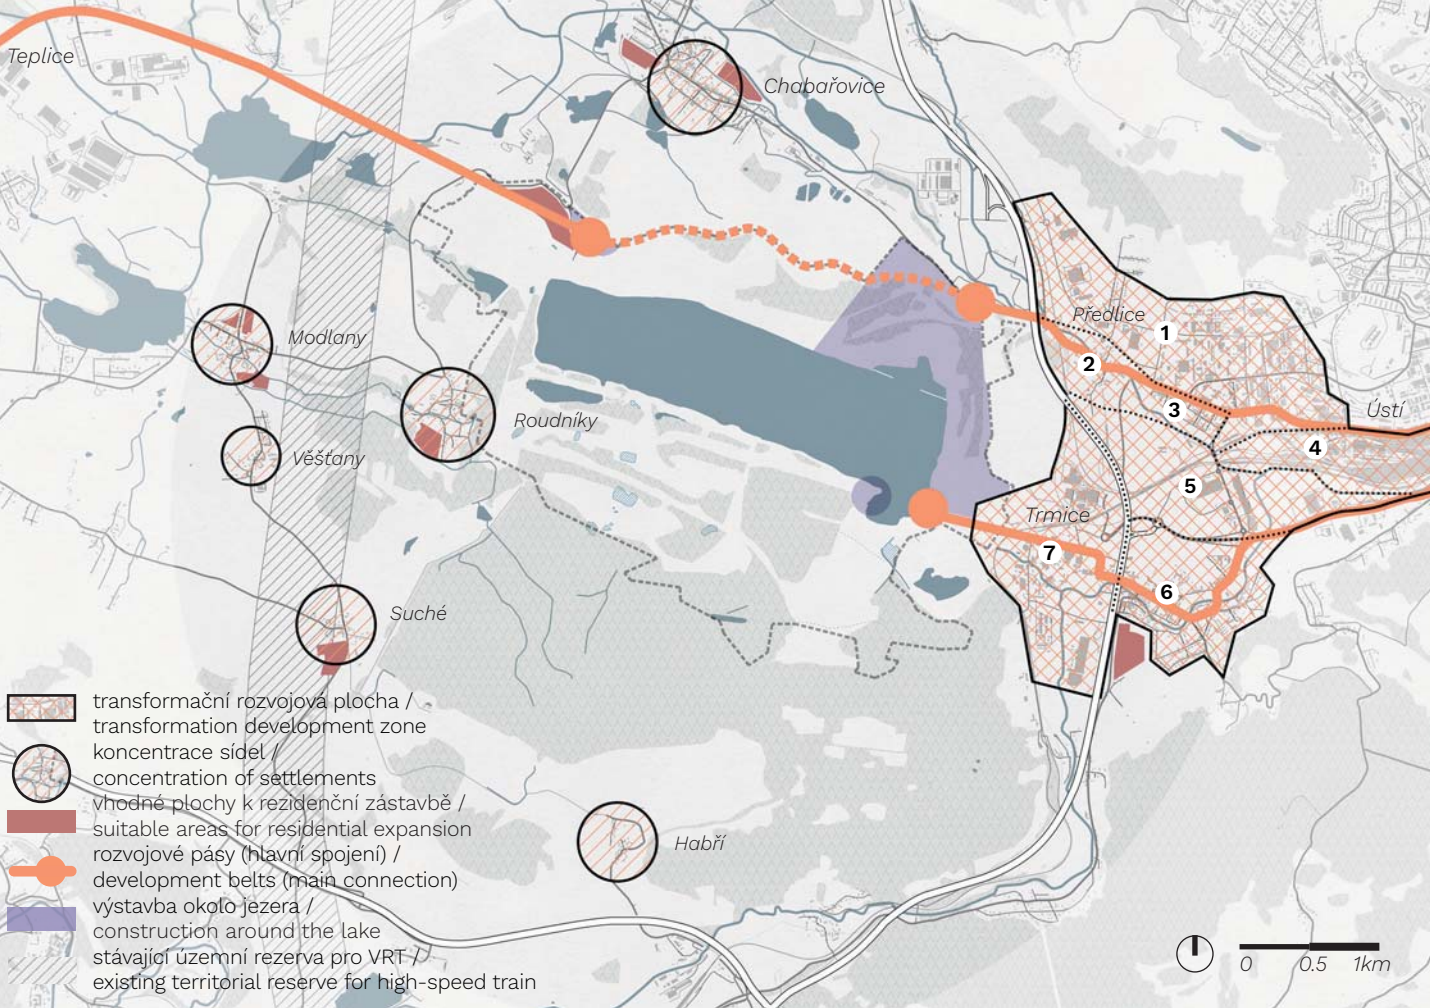 Teplice
Chabařovice
Předlice
1
Modlany
2
3
Ústí
Roudníky
4
Věšťany
5
Trmice
7
6
Suché
Habří
transformační rozvojová plocha /
transformation development zone
koncentrace sídel /
concentration of settlements
vhodné plochy k rezidenční zástavbě /
suitable areas for residential expansion
rozvojové pásy (hlavní spojení) /
development belts (main connection)
výstavba okolo jezera /
construction around the lake
stávající územní rezerva pro VRT /
existing territorial reserve for high-speed train
0 0.5 1km